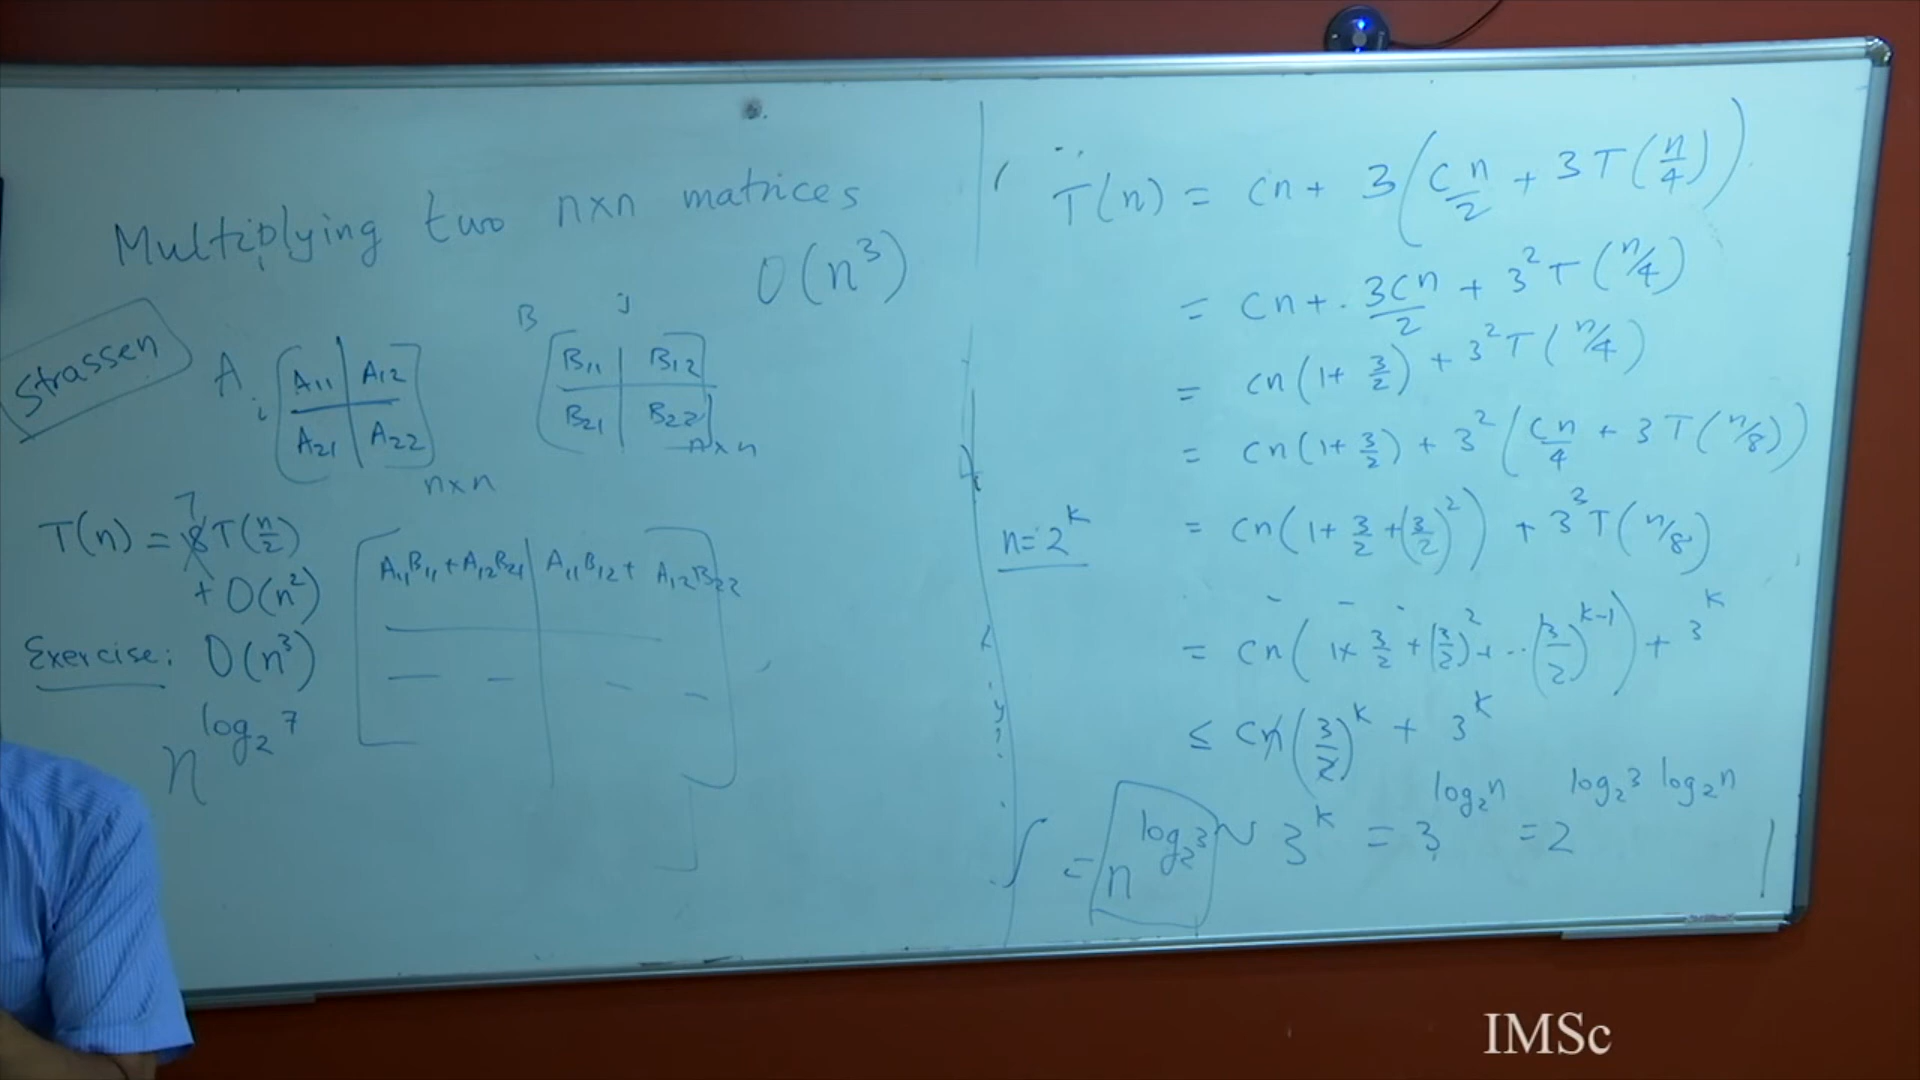 Multiplying two n×n matrices
O(n³)
Strassen
A i
A₁₁ A₁₂
A₂₁ A₂₂
n×n
B j
B₁₁ B₁₂
B₂₁ B₂₂
n×n
7
T(n) = 8T(n/2)
+ O(n²)
Exercise: O(n³)
n^(log₂ 7)
A₁₁B₁₁ + A₁₂B₂₁ A₁₁B₁₂ + A₁₂B₂₂
T(n) = cn + 3(cn/2 + 3T(n/4))
= cn + 3cn/2 + 3²T(n/4)
= cn(1 + 3/2) + 3²T(n/4)
= cn(1 + 3/2) + 3²(cn/4 + 3T(n/8))
n = 2^k
= cn(1 + 3/2 + (3/2)²) + 3³T(n/8)
= cn(1 + 3/2 + (3/2)² + .. (3/2)^(k-1)) + 3^k
≤ cn(3/2)^k + 3^k
= n^(log₂3) ~ 3^k = 3^(log₂n) = 2^(log₂3 log₂n)
IMSc